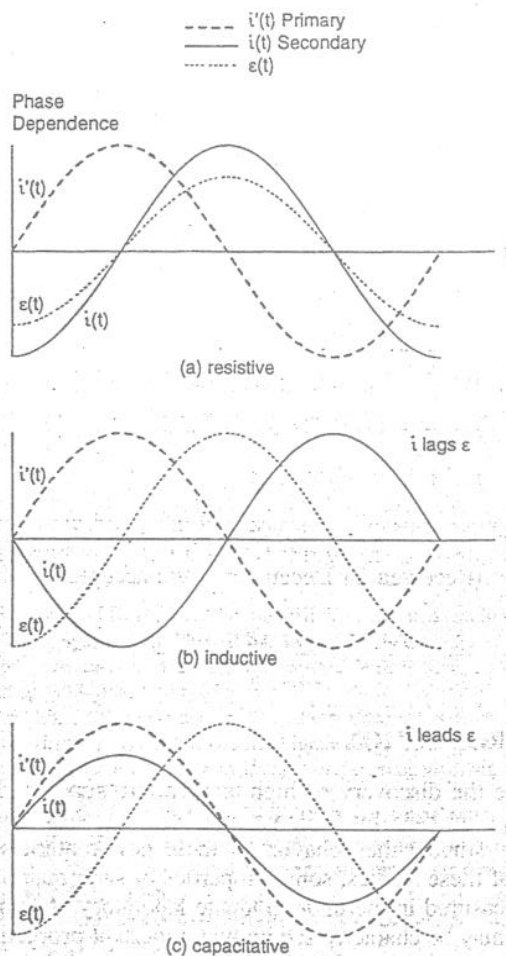 i'(t) Primary
i(t) Secondary
ε(t)
Phase
Dependence
i'(t)
ε(t)
i(t)
(a) resistive
i'(t)
i lags ε
i(t)
ε(t)
(b) inductive
i leads ε
i'(t)
i(t)
ε(t)
(c) capacitative